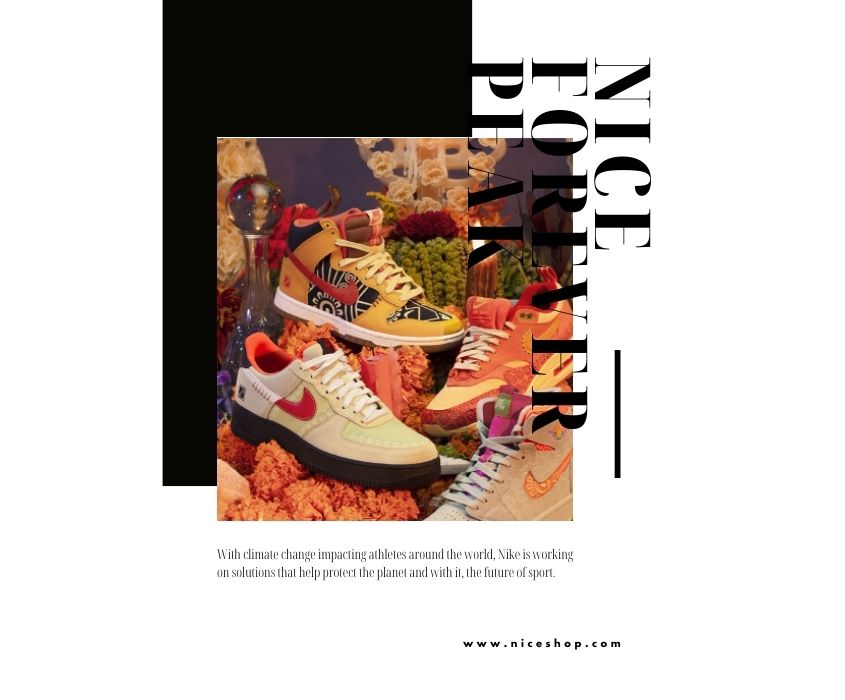 NICE
FOREVER
PEAK
With climate change impacting athletes around the world, Nike is working
on solutions that help protect the planet and with it, the future of sport.
www.niceshop.com